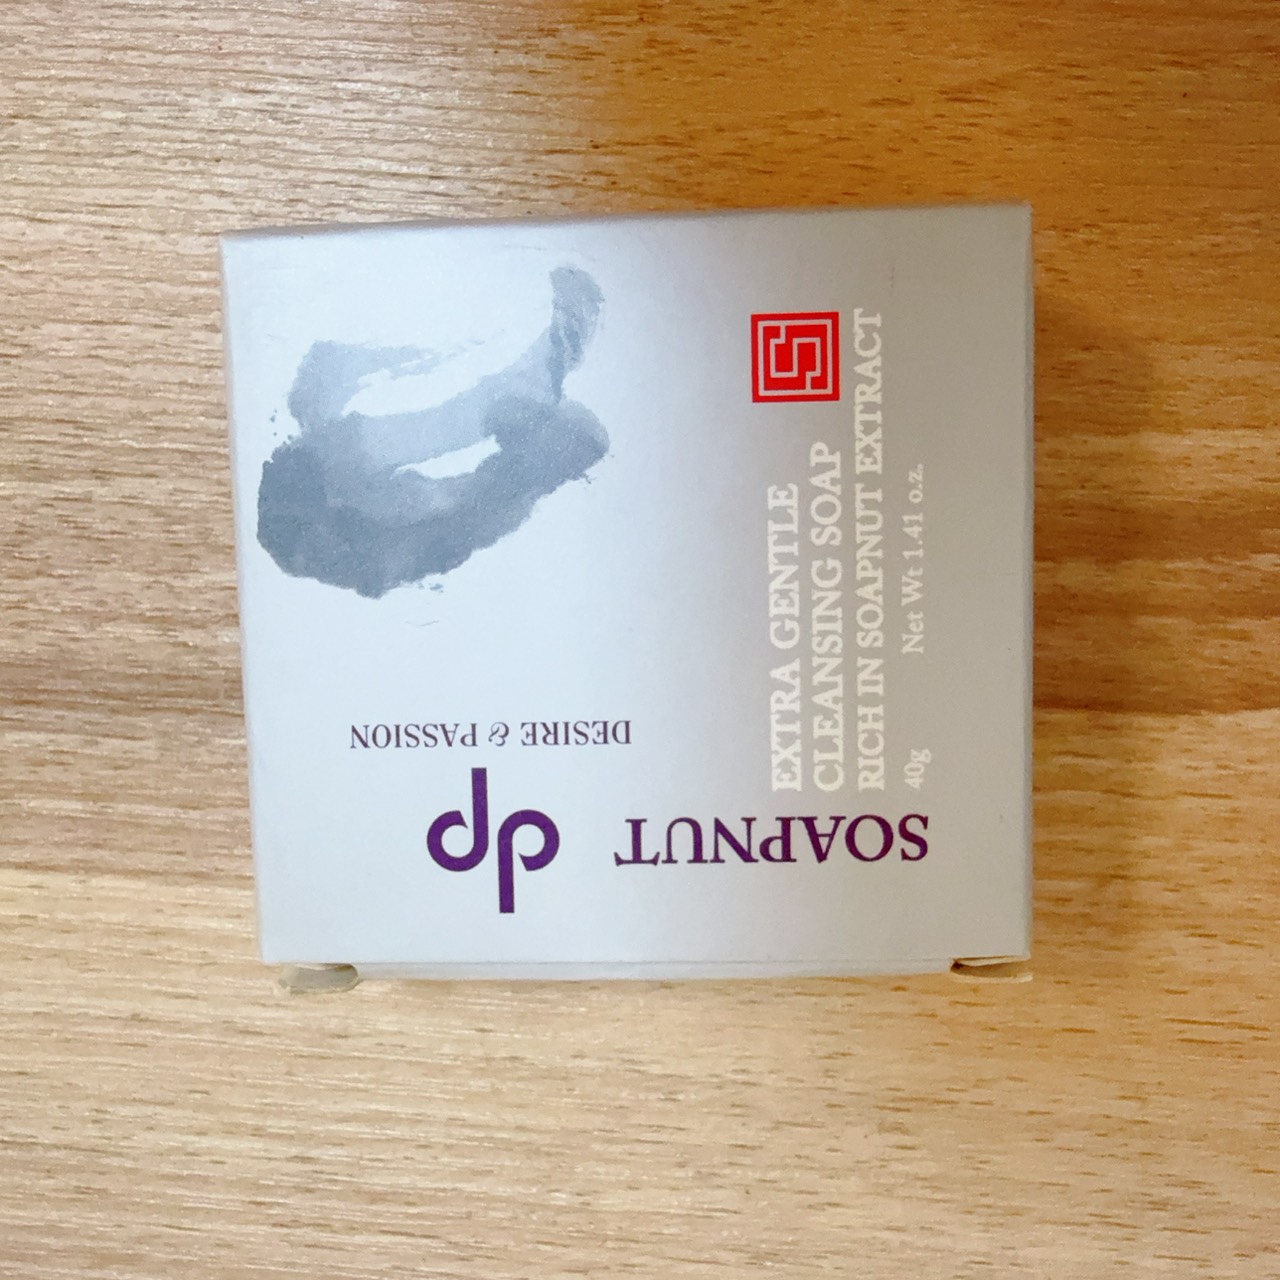 SOAPNUT
dp
DESIRE & PASSION
EXTRA GENTLE
CLEANSING SOAP
RICH IN SOAPNUT EXTRACT
40g Net Wt 1.41 o.z.